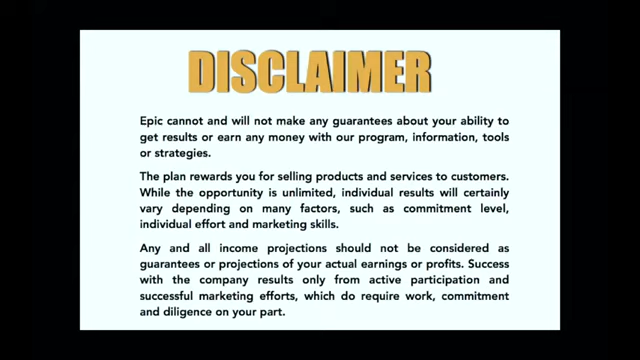 DISCLAIMER
Epic cannot and will not make any guarantees about your ability to
get results or earn any money with our program, information, tools
or strategies.
The plan rewards you for selling products and services to customers.
While the opportunity is unlimited, individual results will certainly
vary depending on many factors, such as commitment level,
individual effort and marketing skills.
Any and all income projections should not be considered as
guarantees or projections of your actual earnings or profits. Success
with the company results only from active participation and
successful marketing efforts, which do require work, commitment
and diligence on your part.